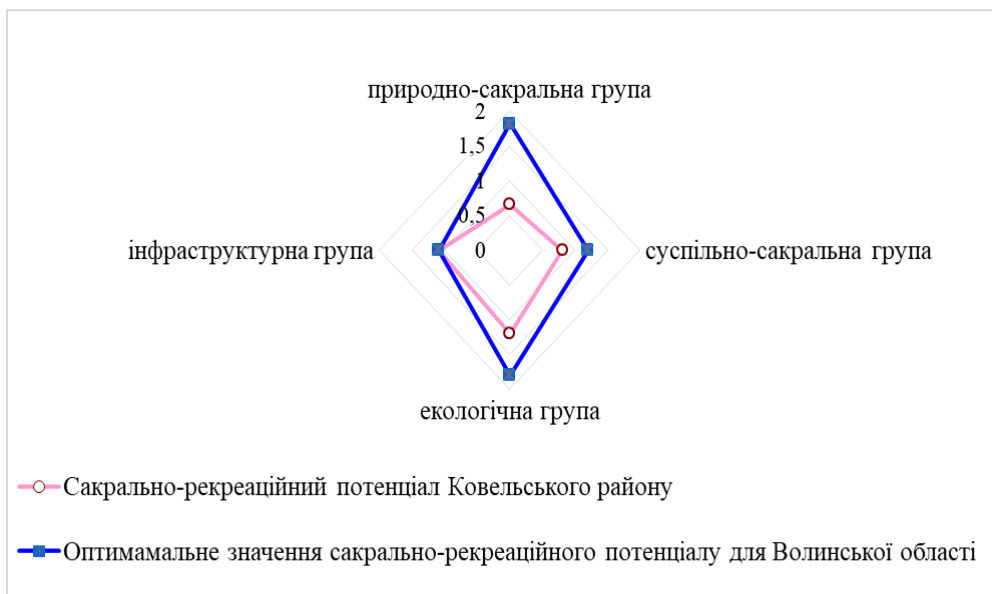 природно-сакральна група
2
1,5
1
0,5
0
інфраструктурна група
суспільно-сакральна група
екологічна група
Сакрально-рекреаційний потенціал Ковельського району
Оптимамальне значення сакрально-рекреаційного потенціалу для Волинської області